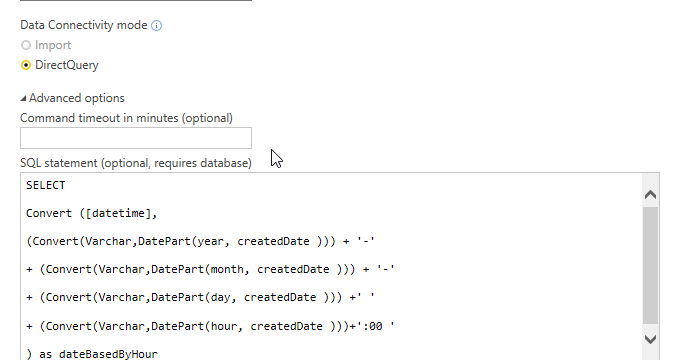 Data Connectivity mode
Import
DirectQuery
Advanced options
Command timeout in minutes (optional)
SQL statement (optional, requires database)
SELECT
Convert ([datetime],
(Convert(Varchar,DatePart(year, createdDate ))) + '-'
+ (Convert(Varchar,DatePart(month, createdDate ))) + '-'
+ (Convert(Varchar,DatePart(day, createdDate ))) +' '
+ (Convert(Varchar,DatePart(hour, createdDate )))+':00 '
) as dateBasedByHour